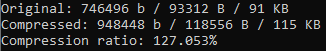 Original: 746496 b / 93312 B / 91 KB
Compressed: 948448 b / 118556 B / 115 KB
Compression ratio: 127.053%